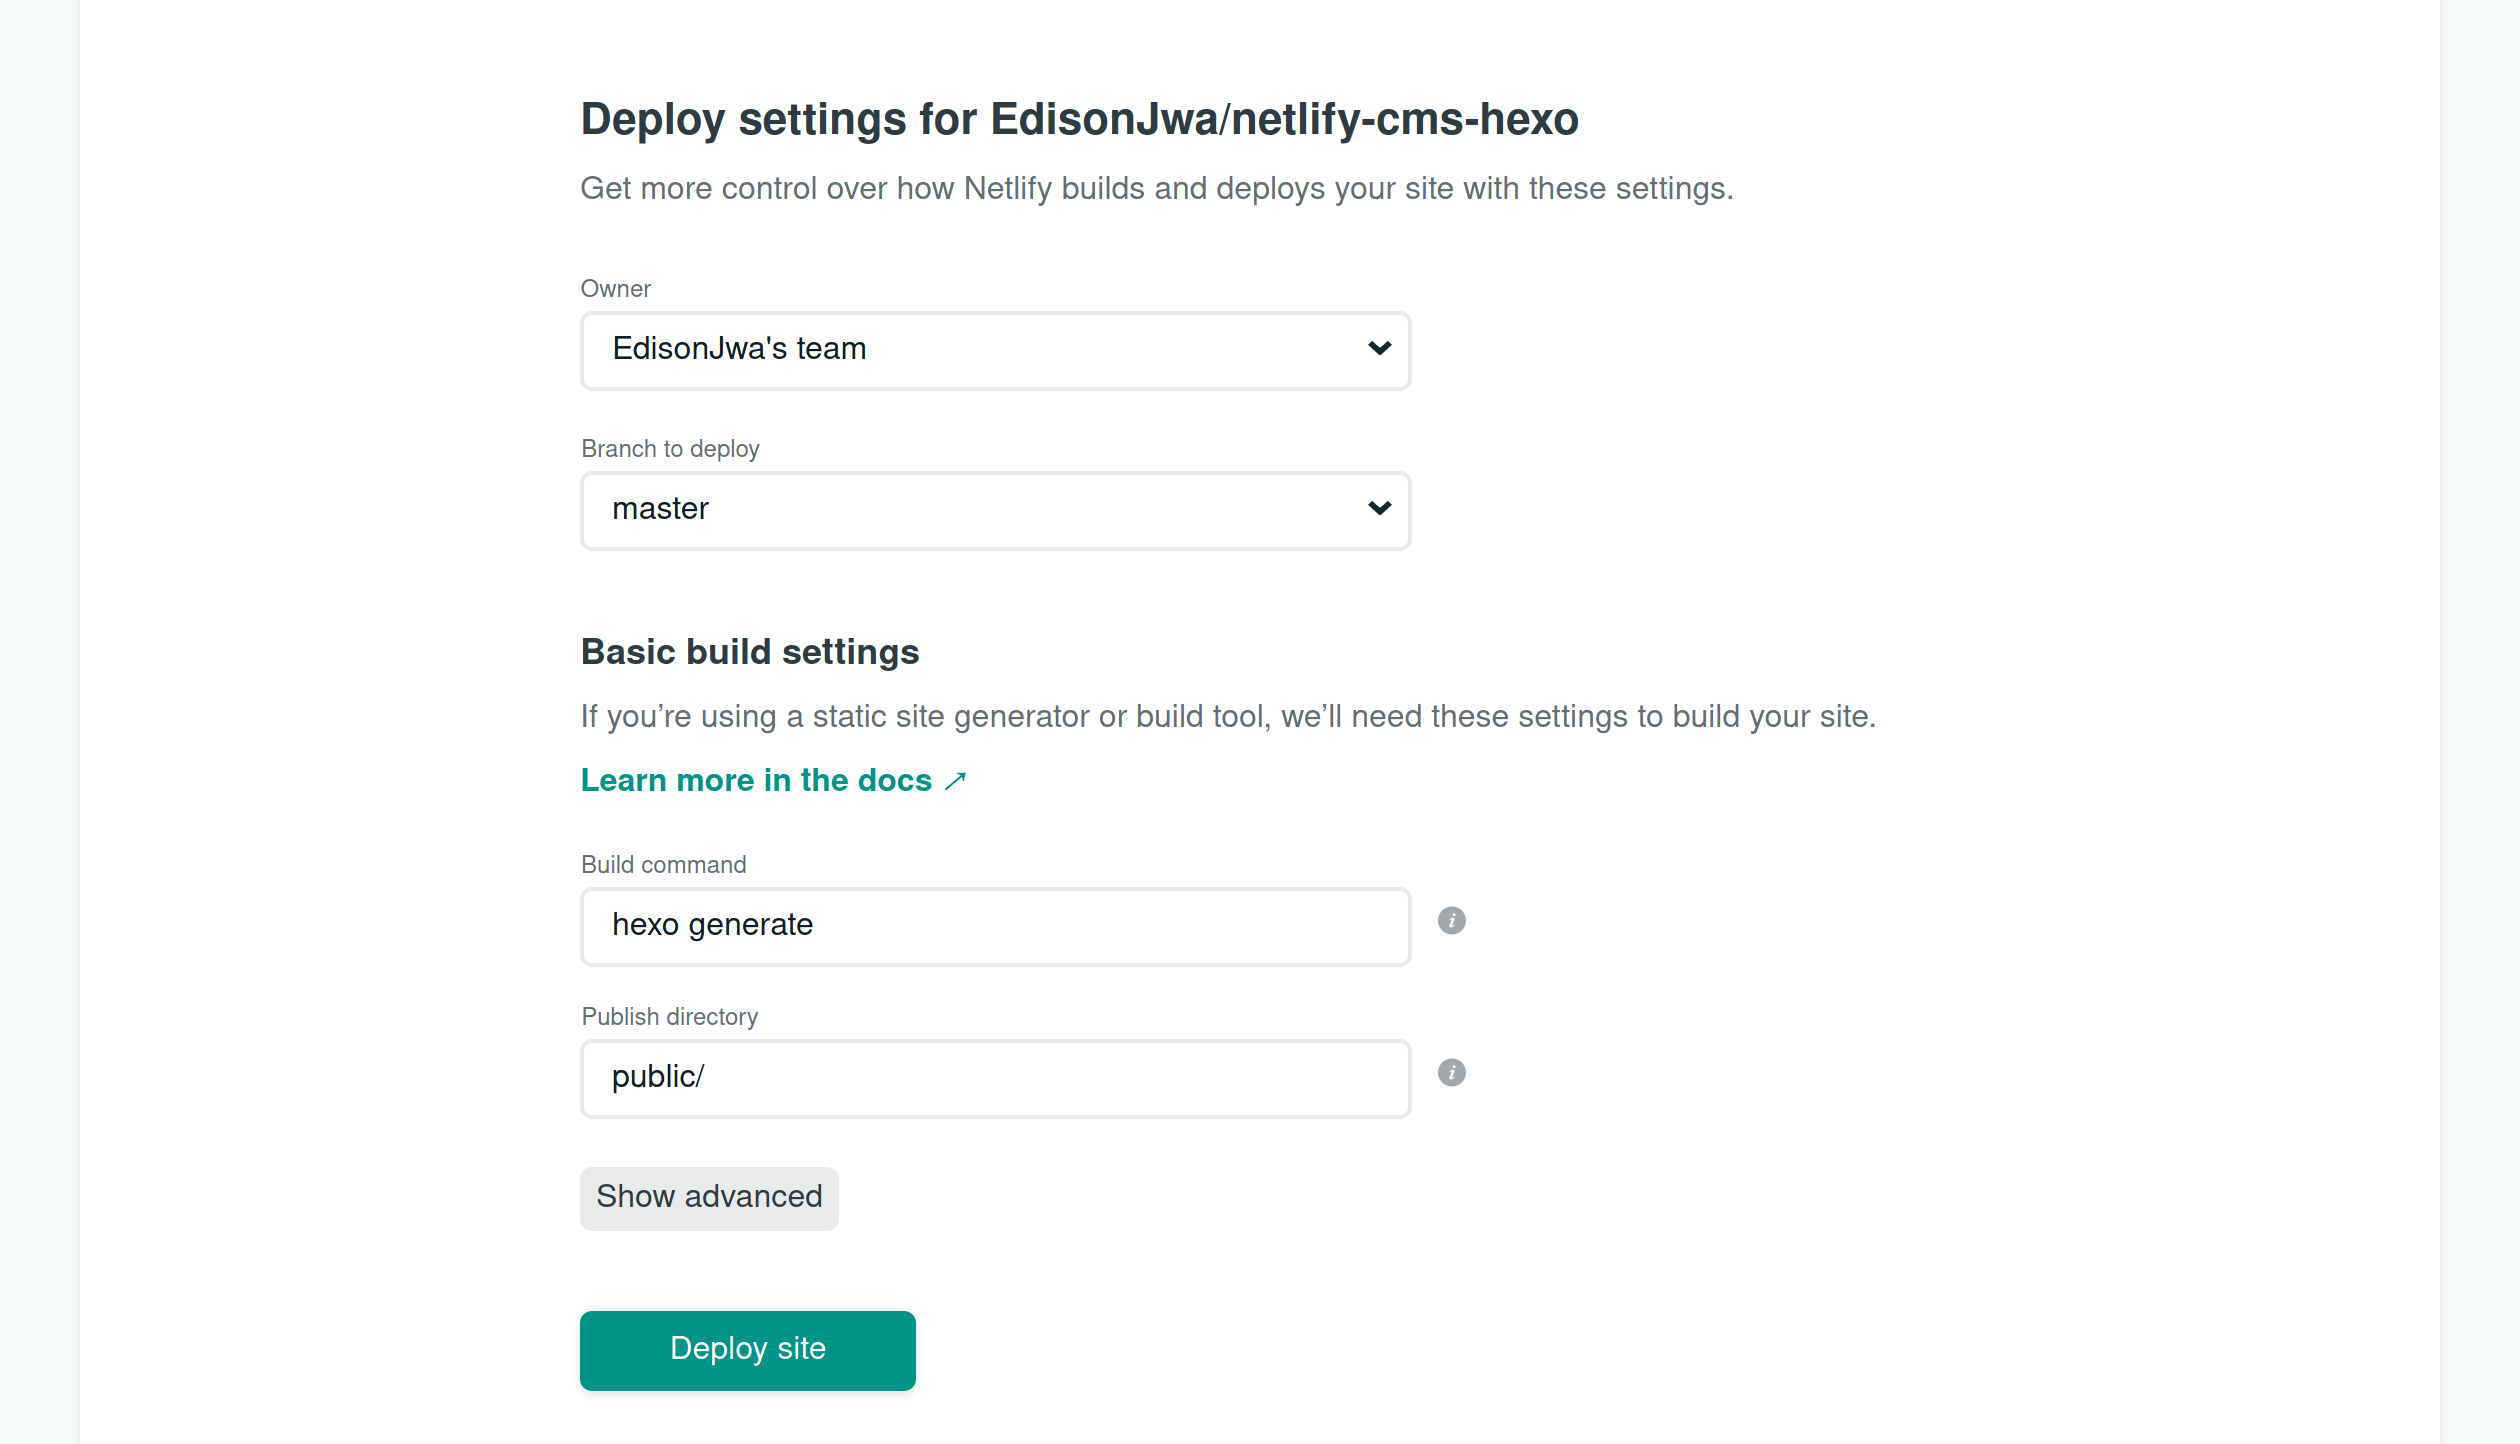 Deploy settings for EdisonJwa/netlify-cms-hexo
Get more control over how Netlify builds and deploys your site with these settings.
Owner
EdisonJwa's team
Branch to deploy
master
Basic build settings
If you’re using a static site generator or build tool, we’ll need these settings to build your site.
Learn more in the docs ↗
Build command
hexo generate
Publish directory
public/
Show advanced
Deploy site